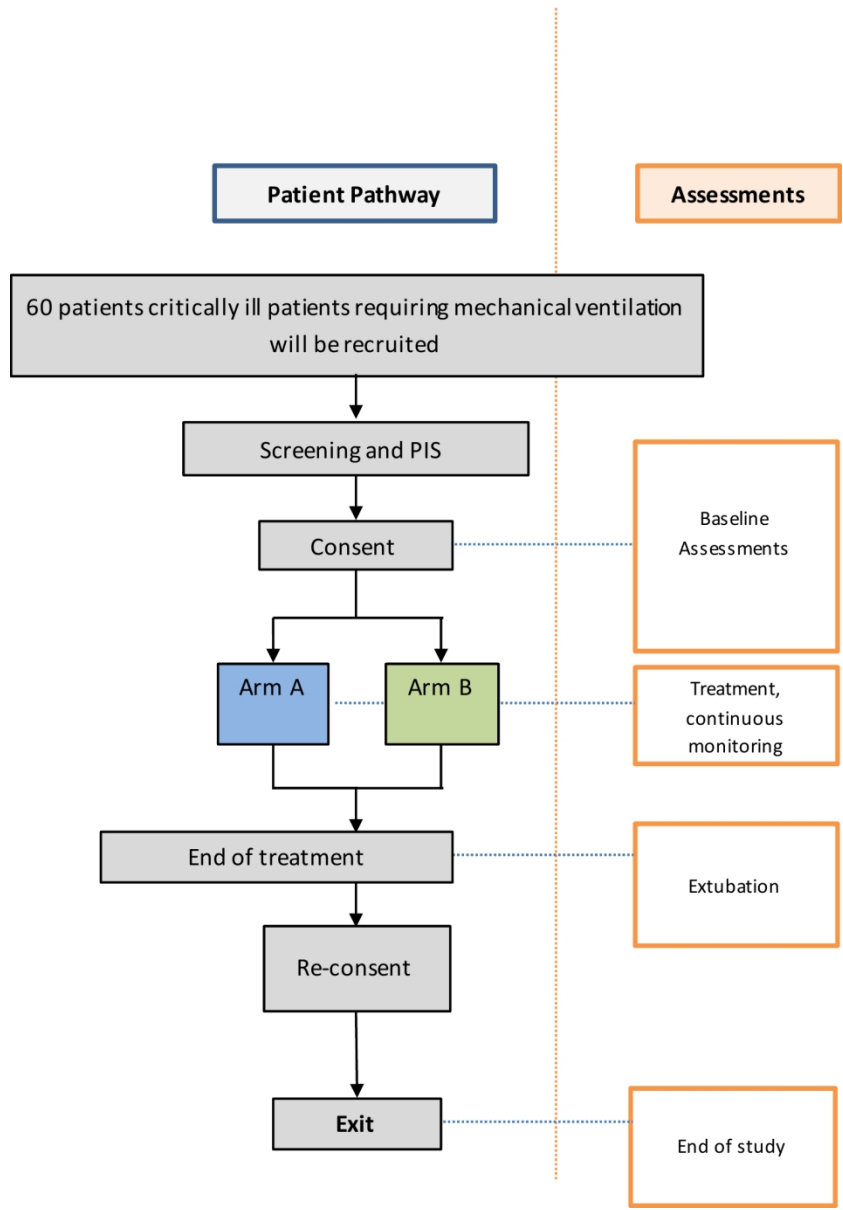 Patient Pathway
Assessments
60 patients critically ill patients requiring mechanical ventilation
will be recruited
Screening and PIS
Consent
Baseline
Assessments
Arm A
Arm B
Treatment,
continuous
monitoring
End of treatment
Extubation
Re-consent
Exit
End of study